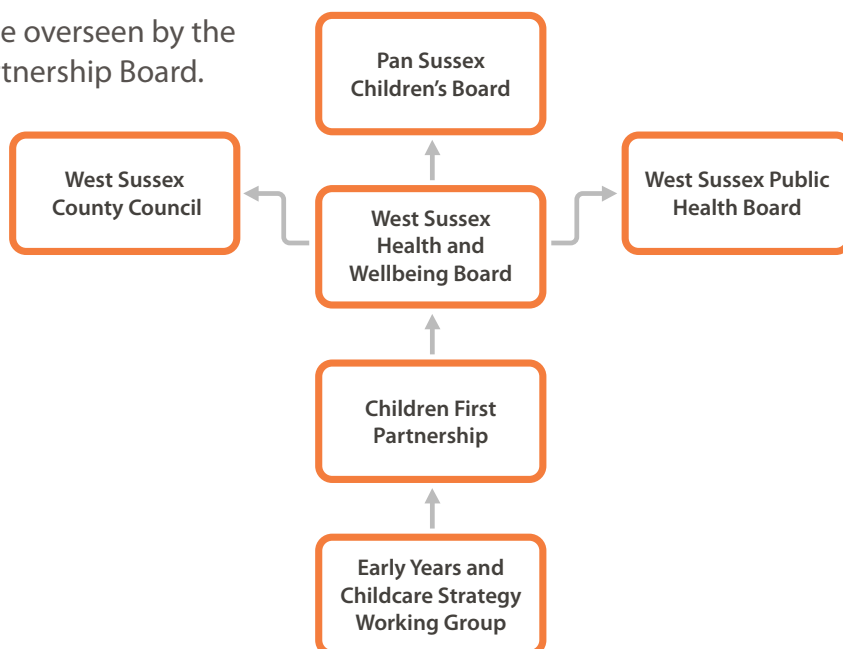 e overseen by the
tnership Board.
Pan Sussex
Children’s Board
West Sussex
County Council
West Sussex
Health and
Wellbeing Board
West Sussex Public
Health Board
Children First
Partnership
Early Years and
Childcare Strategy
Working Group